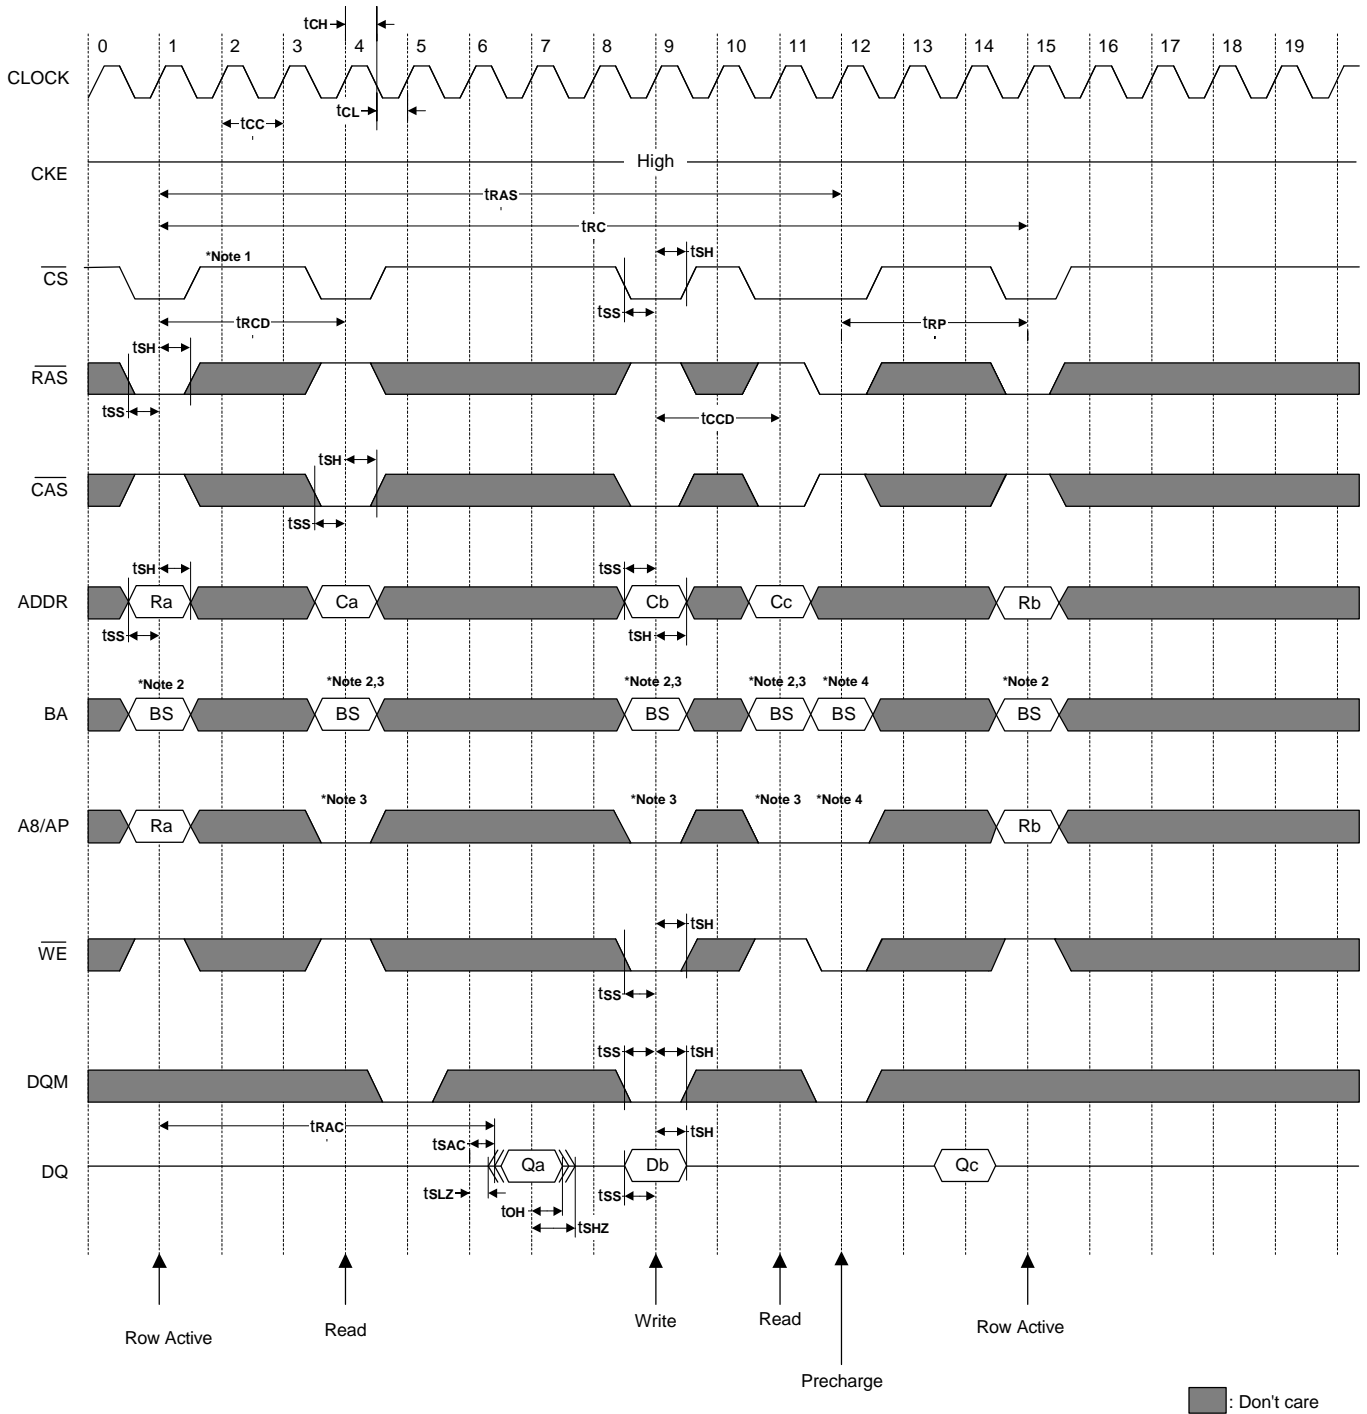 tCH
0 1 2 3 4 5 6 7 8 9 10 11 12 13 14 15 16 17 18 19
CLOCK
tCL
tCC
High
CKE
tRAS
tRC
*Note 1
tSH
CS
tSS
tRCD
tRP
tSH
RAS
tSS
tCCD
tSH
CAS
tSS
tSH
tSS
ADDR Ra Ca Cb Cc Rb
tSS
tSH
*Note 2 *Note 2,3 *Note 2,3 *Note 2,3 *Note 4 *Note 2
BA BS BS BS BS BS BS
*Note 3 *Note 3 *Note 3 *Note 4
A8/AP Ra Rb
tSH
WE
tSS
tSS tSH
DQM
tRAC
tSH
tSAC
DQ Qa Db Qc
tSLZ
tSS
tOH
tSHZ
Row Active Read Write Read Row Active
Precharge
: Don't care